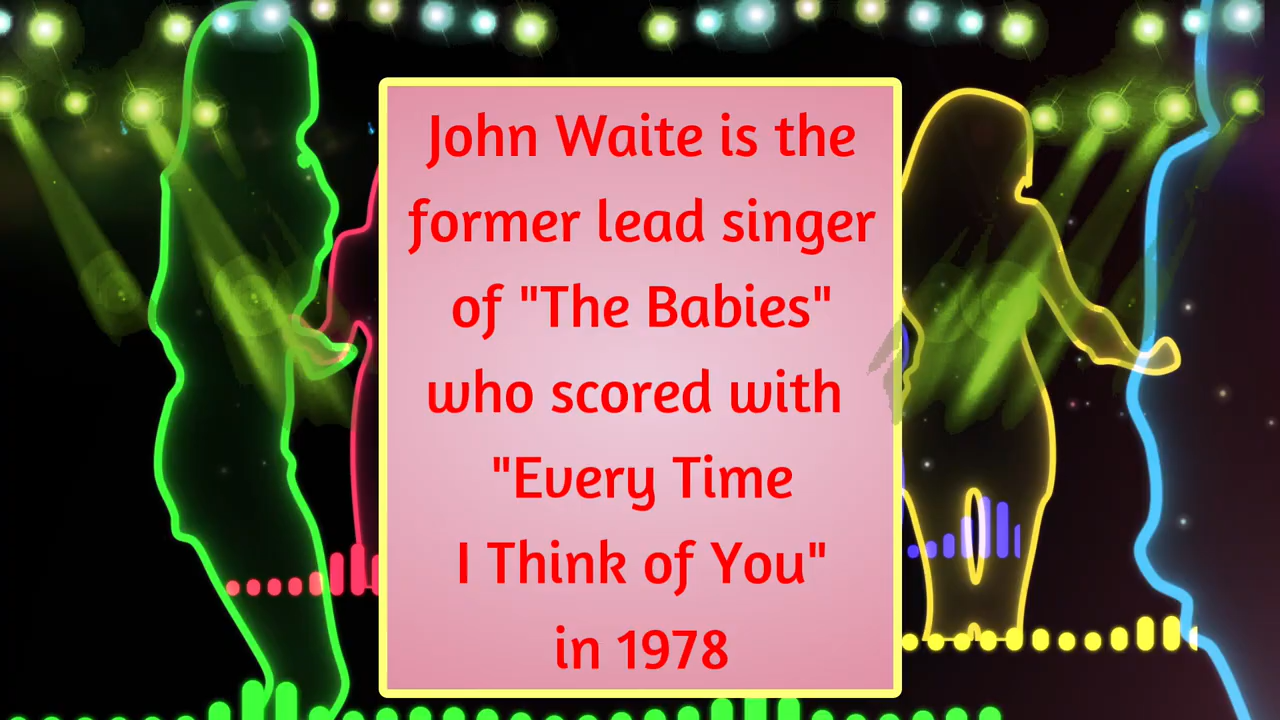 John Waite is the
former lead singer
of "The Babies"
who scored with
"Every Time
I Think of You"
in 1978